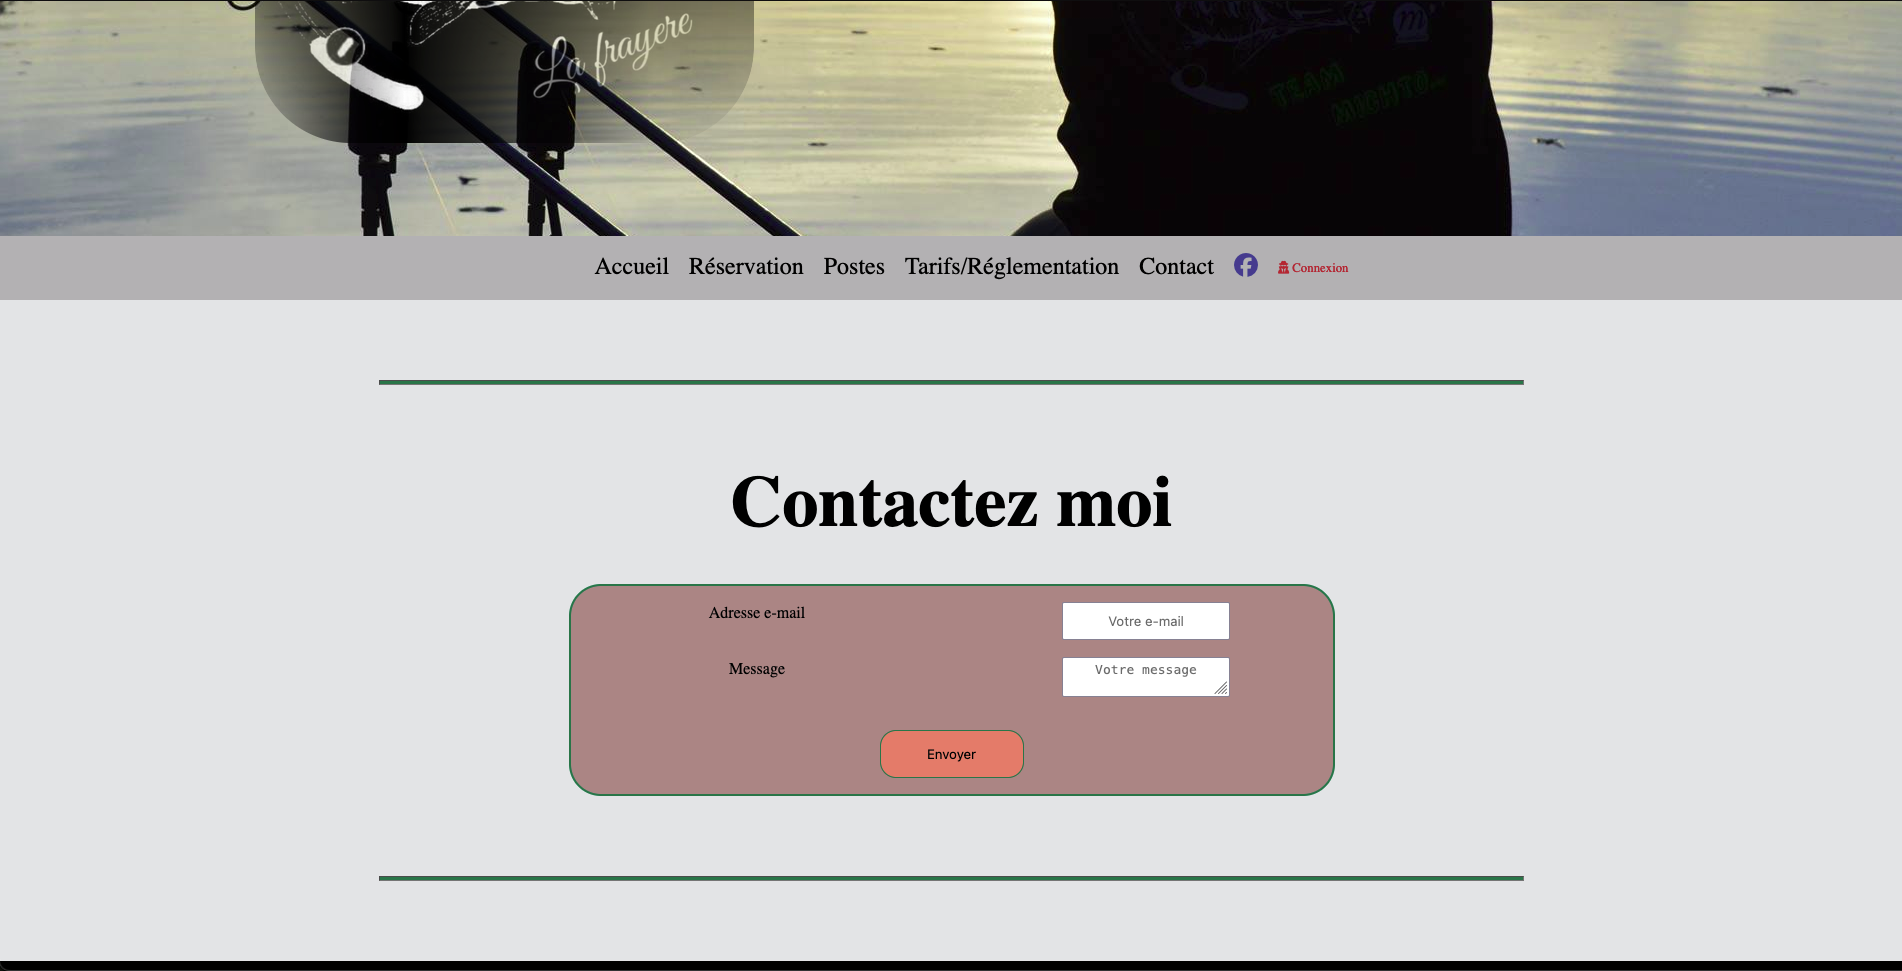 La frayere
m
TEAM
MIGHTO...
Accueil Réservation Postes Tarifs/Réglementation Contact Connexion
Contactez moi
Adresse e-mail Votre e-mail
Message Votre message
Envoyer